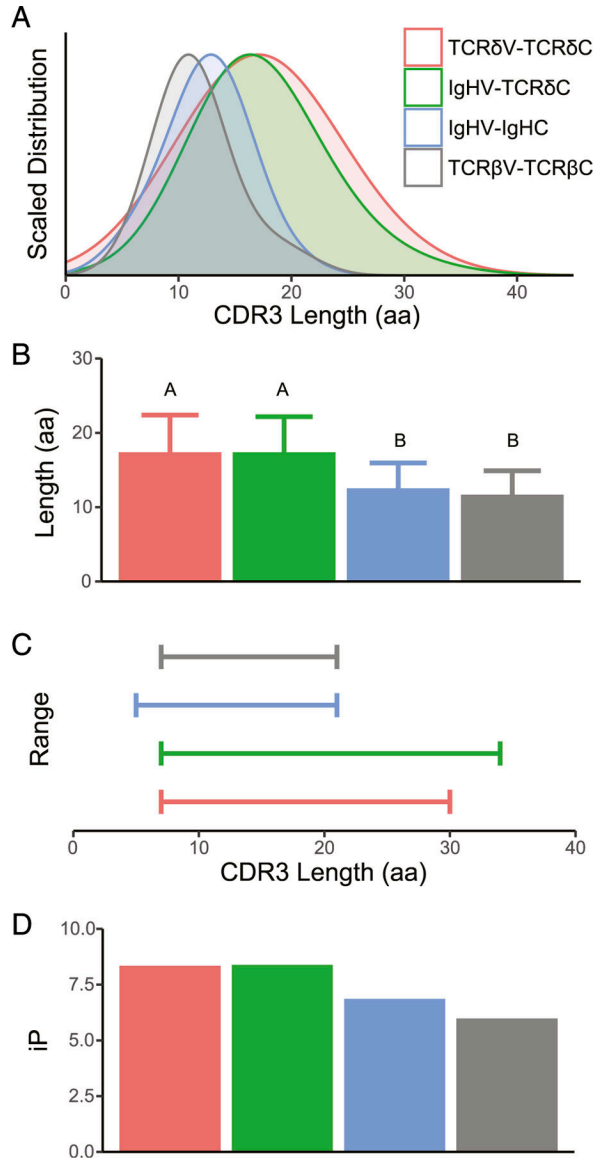 A
Scaled Distribution
TCRδV-TCRδC
IgHV-TCRδC
IgHV-IgHC
TCRβV-TCRβC
0 10 20 30 40
CDR3 Length (aa)
B
Length (aa)
30
20
10
0
A A B B
C
Range
0 10 20 30 40
CDR3 Length (aa)
D
iP
10.0
7.5
5.0
2.5
0.0